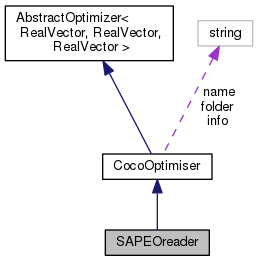 AbstractOptimizer<
RealVector, RealVector,
RealVector >
string
name
folder
info
CocoOptimiser
SAPEOreader